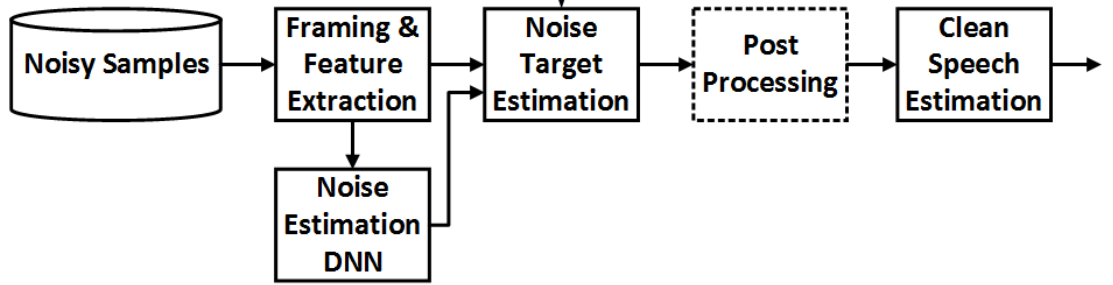 Noisy Samples
Framing &
Feature
Extraction
Noise
Target
Estimation
Post
Processing
Clean
Speech
Estimation
Noise
Estimation
DNN